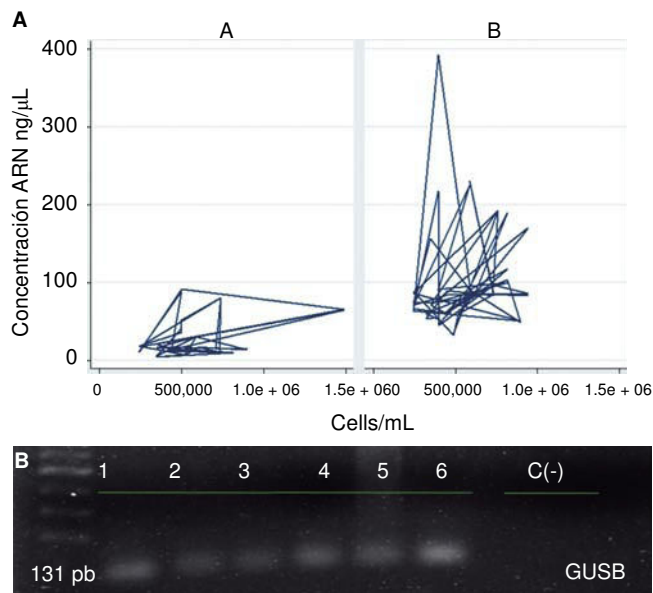 A
A B
Concentración ARN ng/µL
400
300
200
100
0
0 500,000 1.0e + 06 1.5e + 060 500,000 1.0e + 06 1.5e + 06
Cells/mL
B 1 2 3 4 5 6 C(-)
131 pb GUSB